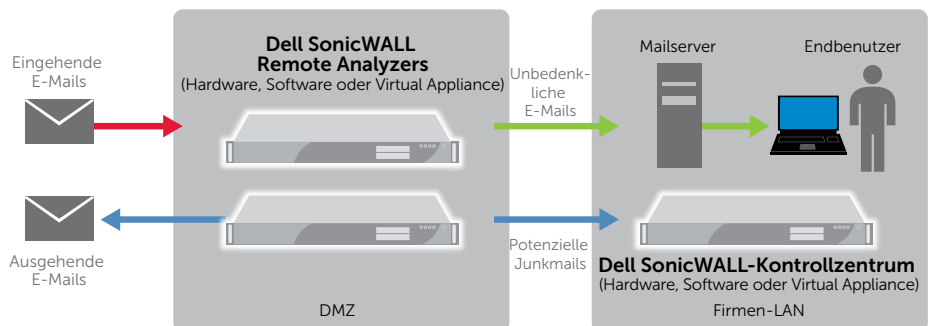 Eingehende
E-Mails
Dell SonicWALL
Remote Analyzers
(Hardware, Software oder Virtual Appliance)
Unbedenk-
liche
E-Mails
Mailserver
Endbenutzer
Ausgehende
E-Mails
Potenzielle
Junkmails
Dell SonicWALL-Kontrollzentrum
(Hardware, Software oder Virtual Appliance)
DMZ
Firmen-LAN